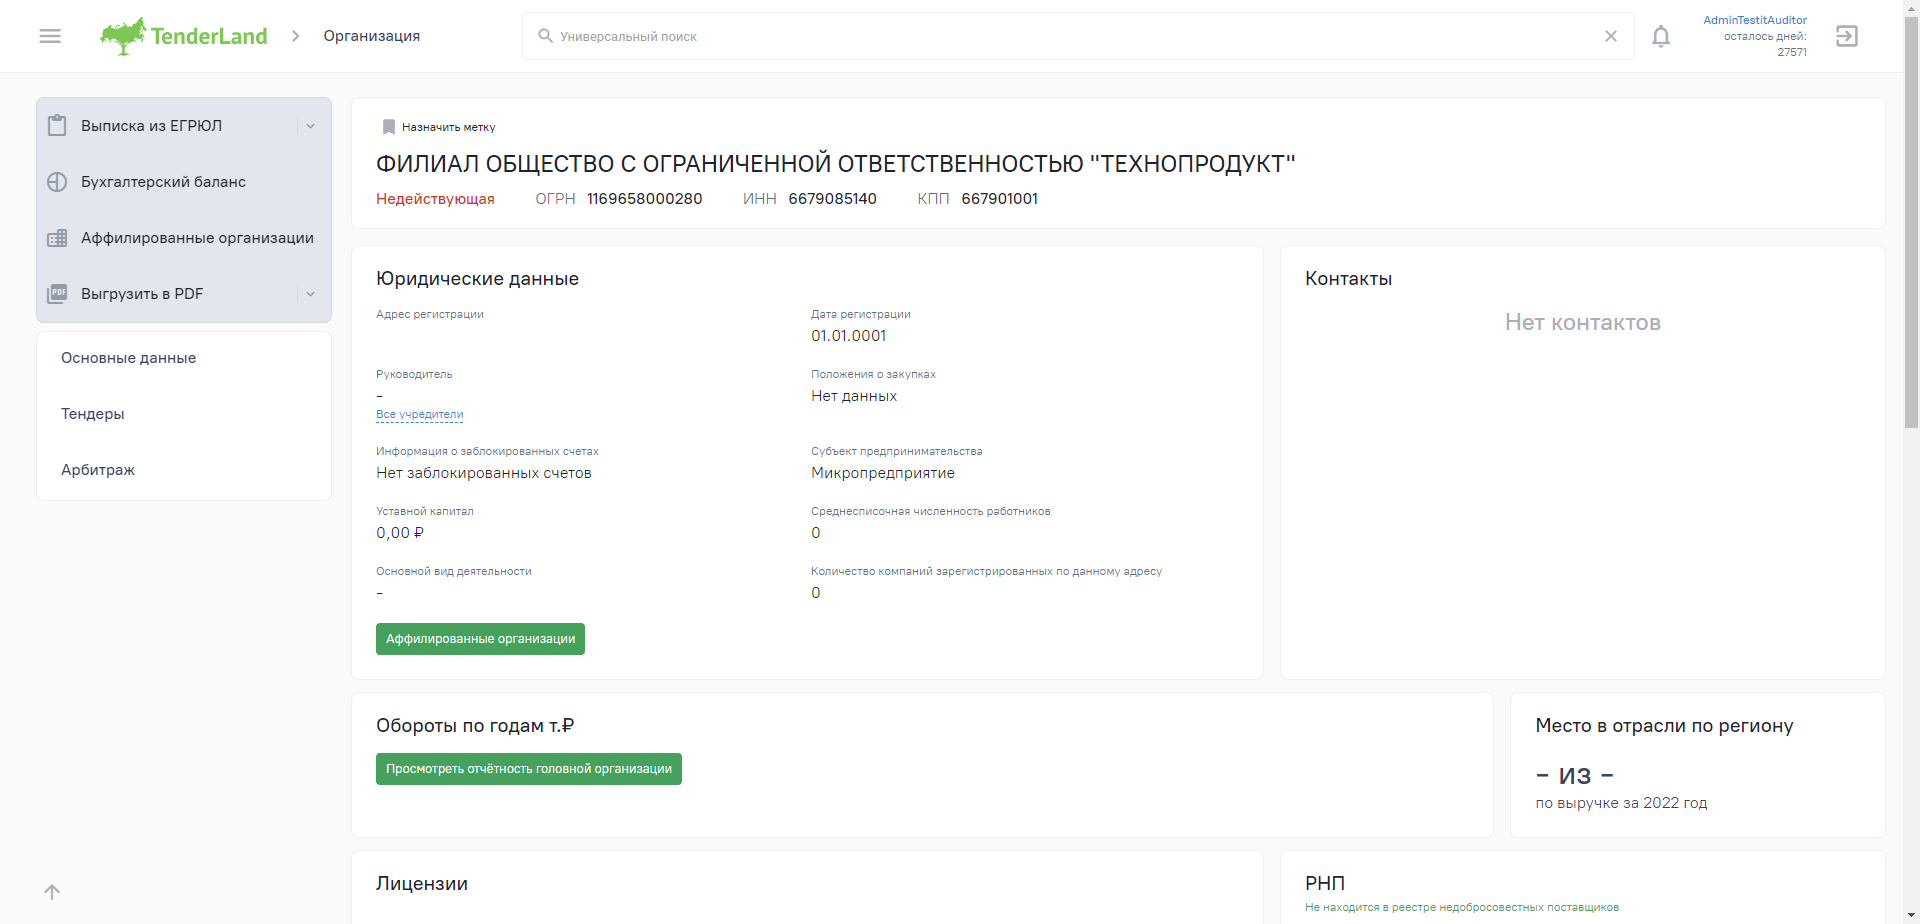 TenderLand
Организация
Универсальный поиск
AdminTestitAuditor
осталось дней:
27571
Выписка из ЕГРЮЛ
Бухгалтерский баланс
Аффилированные организации
PDF
Выгрузить в PDF
Основные данные
Тендеры
Арбитраж
Назначить метку
ФИЛИАЛ ОБЩЕСТВО С ОГРАНИЧЕННОЙ ОТВЕТСТВЕННОСТЬЮ "ТЕХНОПРОДУКТ"
Недействующая ОГРН 1169658000280 ИНН 6679085140 КПП 667901001
Юридические данные
Адрес регистрации
Дата регистрации
01.01.0001
Руководитель
-
Все учредители
Положения о закупках
Нет данных
Информация о заблокированных счетах
Нет заблокированных счетов
Субъект предпринимательства
Микропредприятие
Уставной капитал
0,00 ₽
Среднесписочная численность работников
0
Основной вид деятельности
-
Количество компаний зарегистрированных по данному адресу
0
Аффилированные организации
Контакты
Нет контактов
Обороты по годам т.₽
Просмотреть отчётность головной организации
Место в отрасли по региону
- из -
по выручке за 2022 год
Лицензии
РНП
Не находится в реестре недобросовестных поставщиков